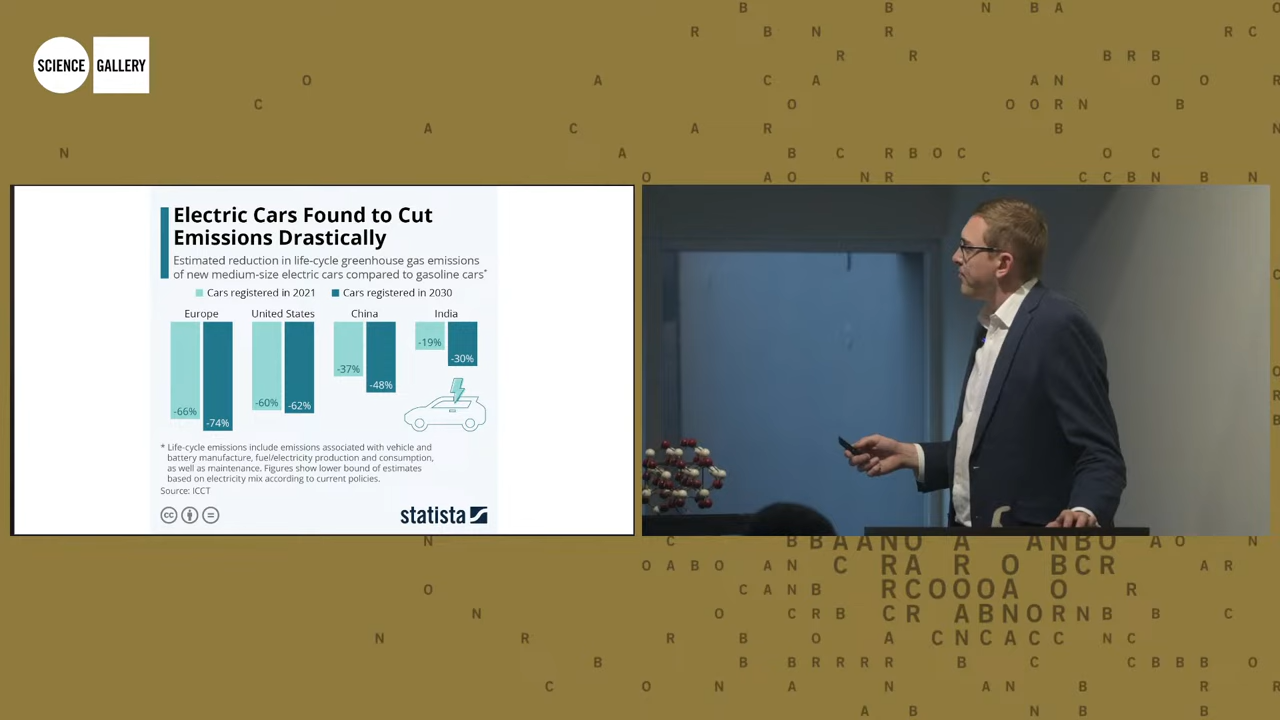 SCIENCE GALLERY
Electric Cars Found to Cut
Emissions Drastically
Estimated reduction in life-cycle greenhouse gas emissions
of new medium-size electric cars compared to gasoline cars*
Cars registered in 2021 Cars registered in 2030
Europe United States China India
-66% -74% -60% -62% -37% -48% -19% -30%
* Life-cycle emissions include emissions associated with vehicle and
battery manufacture, fuel/electricity production and consumption,
as well as maintenance. Figures show lower bound of estimates
based on electricity mix according to current policies.
Source: ICCT
cc
statista